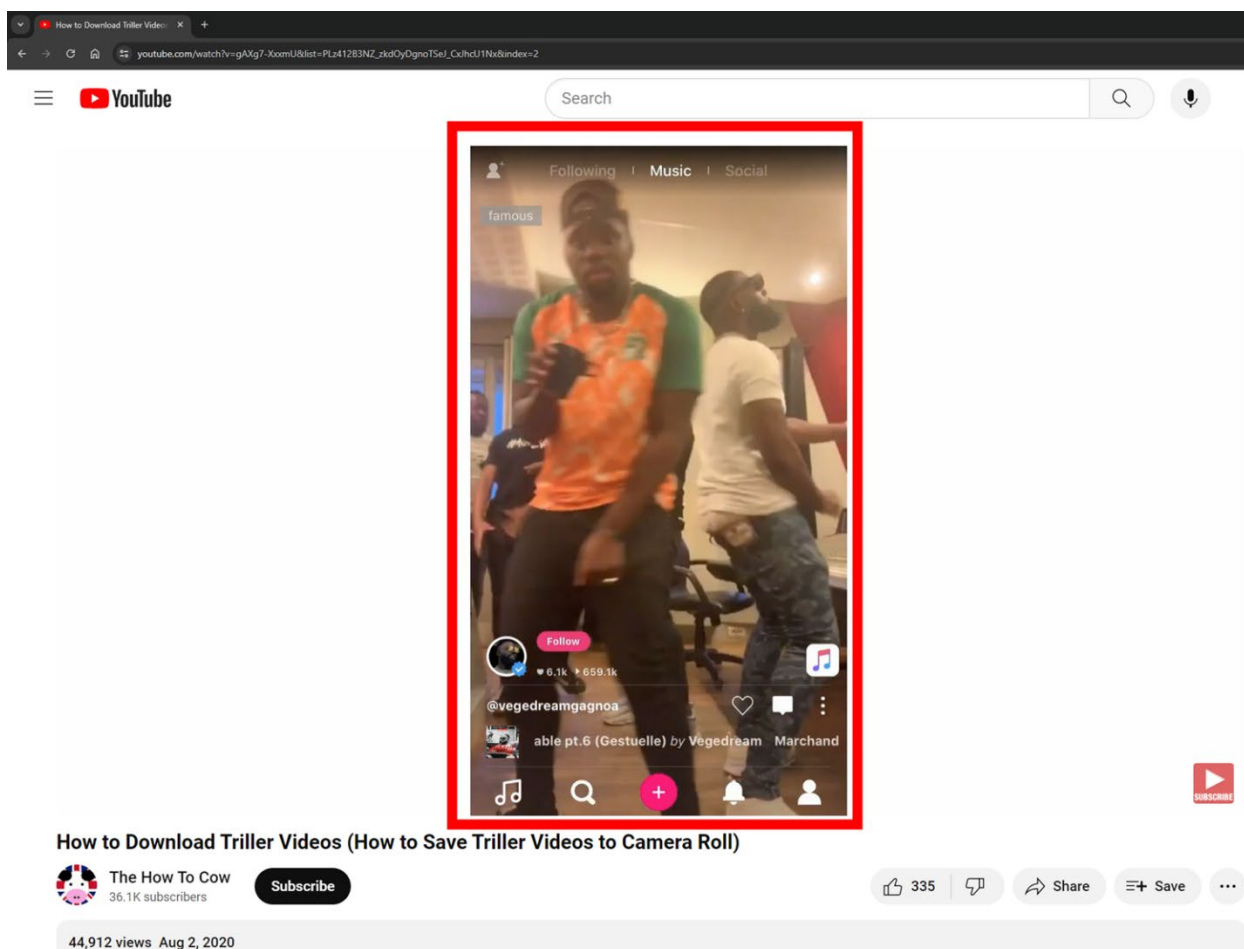 How to Download Triller Video
youtube.com/watch?v=gAXg7-XxxmU&list=PLz41283NZ_zkdOyDgnoTSeJ_CxJhcU1Nx&index=2
YouTube
Search
Following Music Social
famous
Follow
6.1k 659.1k
@vegedreamgagnoa
able pt.6 (Gestuelle) by Vegedream Marchand
SUBSCRIBE
How to Download Triller Videos (How to Save Triller Videos to Camera Roll)
The How To Cow
36.1K subscribers
Subscribe
335
Share
Save
44,912 views Aug 2, 2020